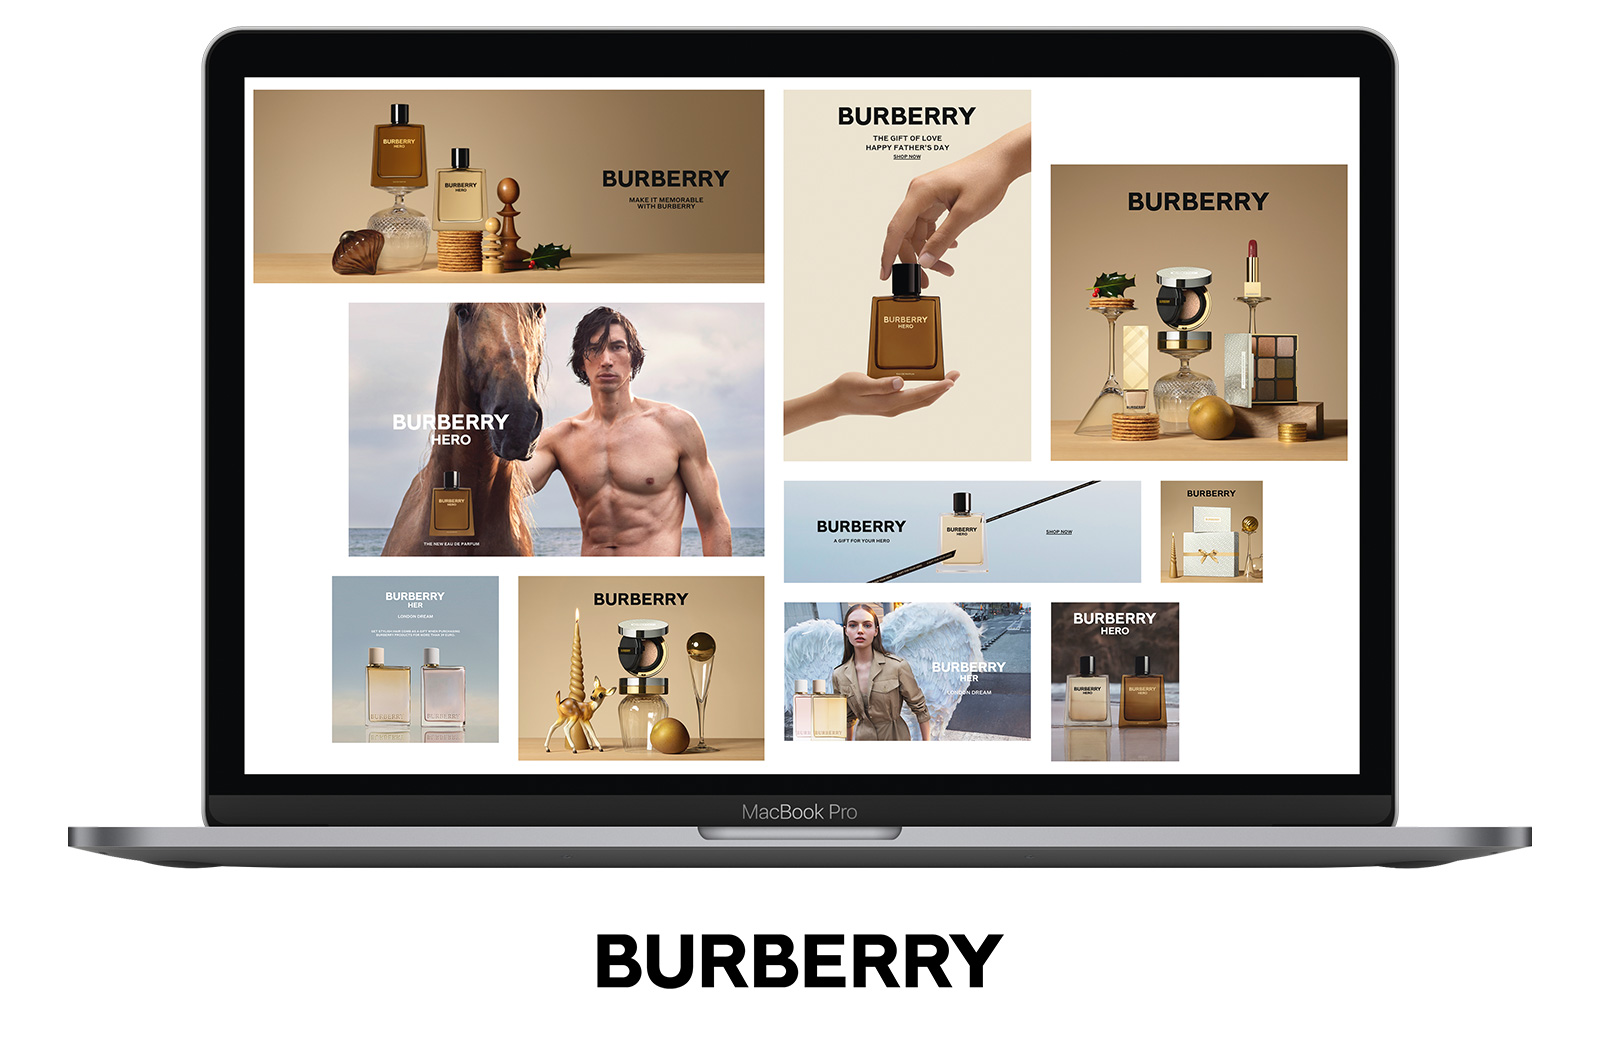 BURBERRY
HERO
BURBERRY
HERO
BURBERRY
MAKE IT MEMORABLE
WITH BURBERRY
BURBERRY
THE GIFT OF LOVE
HAPPY FATHER'S DAY
SHOP NOW
BURBERRY
HERO
BURBERRY
BURBERRY
BURBERRY
HERO
BURBERRY
HERO
THE NEW EAU DE PARFUM
BURBERRY
A GIFT FOR YOUR HERO
BURBERRY
HERO
SHOP NOW
BURBERRY
BURBERRY
HER
LONDON DREAM
BURBERRY
BURBERRY
BURBERRY
BURBERRY
HER
LONDON DREAM
BURBERRY
HERO
BURBERRY
HERO
BURBERRY
HERO
MacBook Pro
BURBERRY